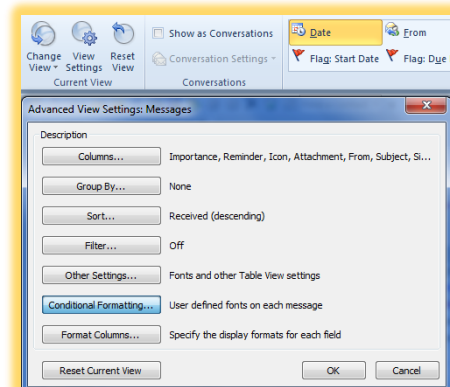 Change View
View Settings
Reset View
Current View
Show as Conversations
Conversation Settings
Conversations
Date
From
Flag: Start Date
Flag: Due
Advanced View Settings: Messages
Description
Columns... Importance, Reminder, Icon, Attachment, From, Subject, Si...
Group By... None
Sort... Received (descending)
Filter... Off
Other Settings... Fonts and other Table View settings
Conditional Formatting... User defined fonts on each message
Format Columns... Specify the display formats for each field
Reset Current View
OK
Cancel